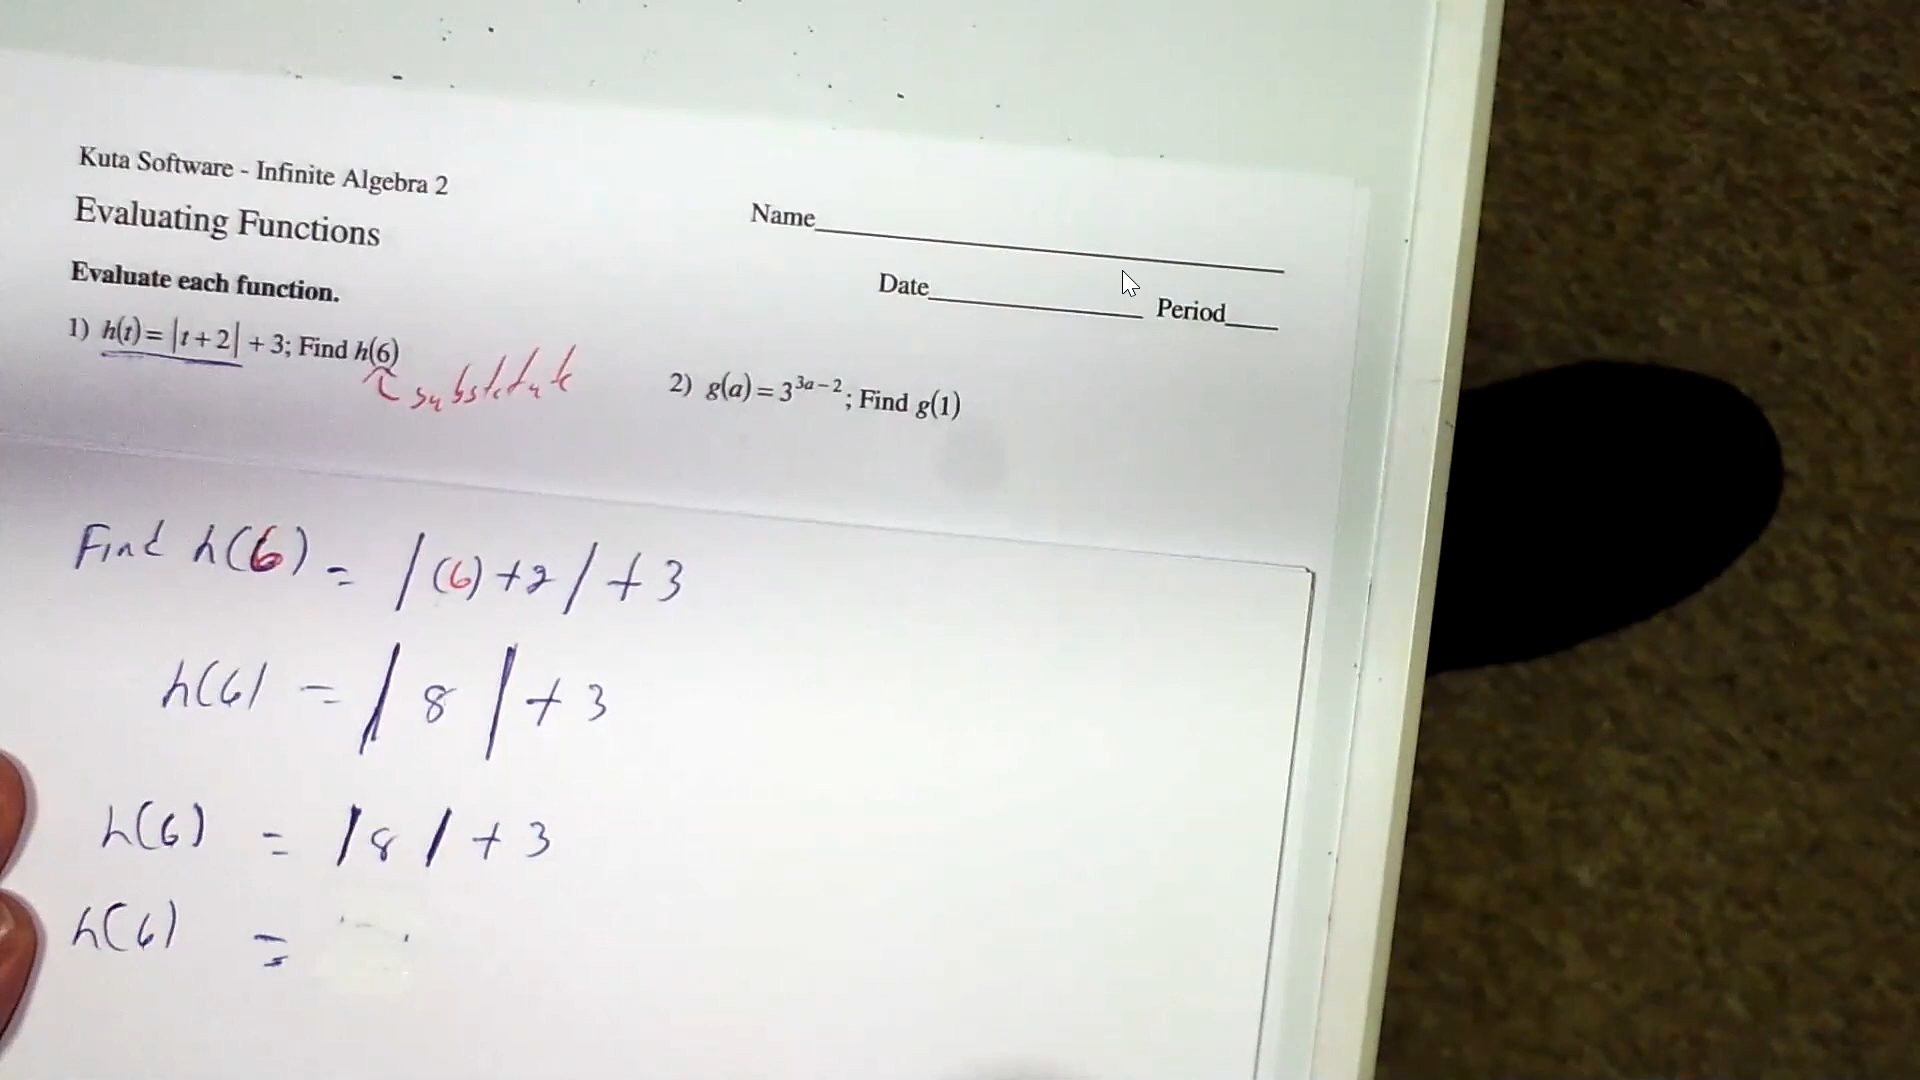 Kuta Software - Infinite Algebra 2
Evaluating Functions
Name
Date Period
Evaluate each function.
1) h(t) = |t + 2| + 3; Find h(6)
substitute
2) g(a) = 3^{3a − 2}; Find g(1)
Find h(6) = |(6) + 2| + 3
h(6) = |8| + 3
h(6) = |8| + 3
h(6) =